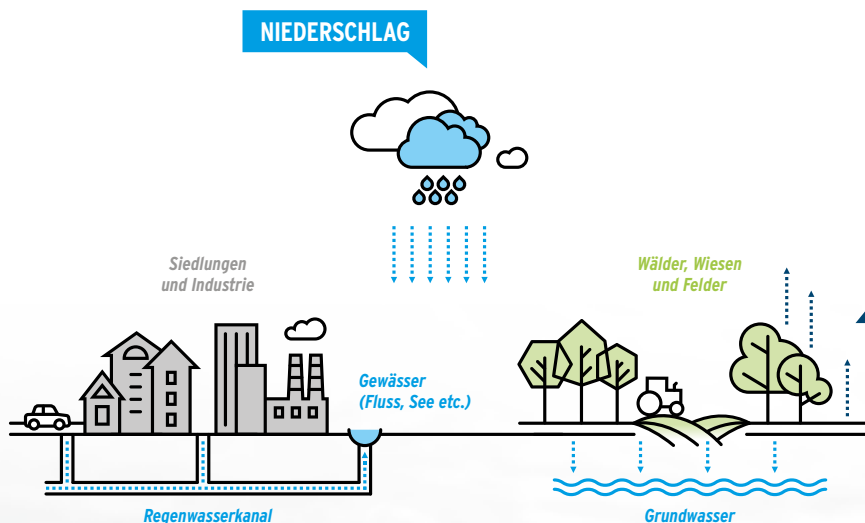 NIEDERSCHLAG
Siedlungen
und Industrie
Wälder, Wiesen
und Felder
Gewässer
(Fluss, See etc.)
Regenwasserkanal
Grundwasser